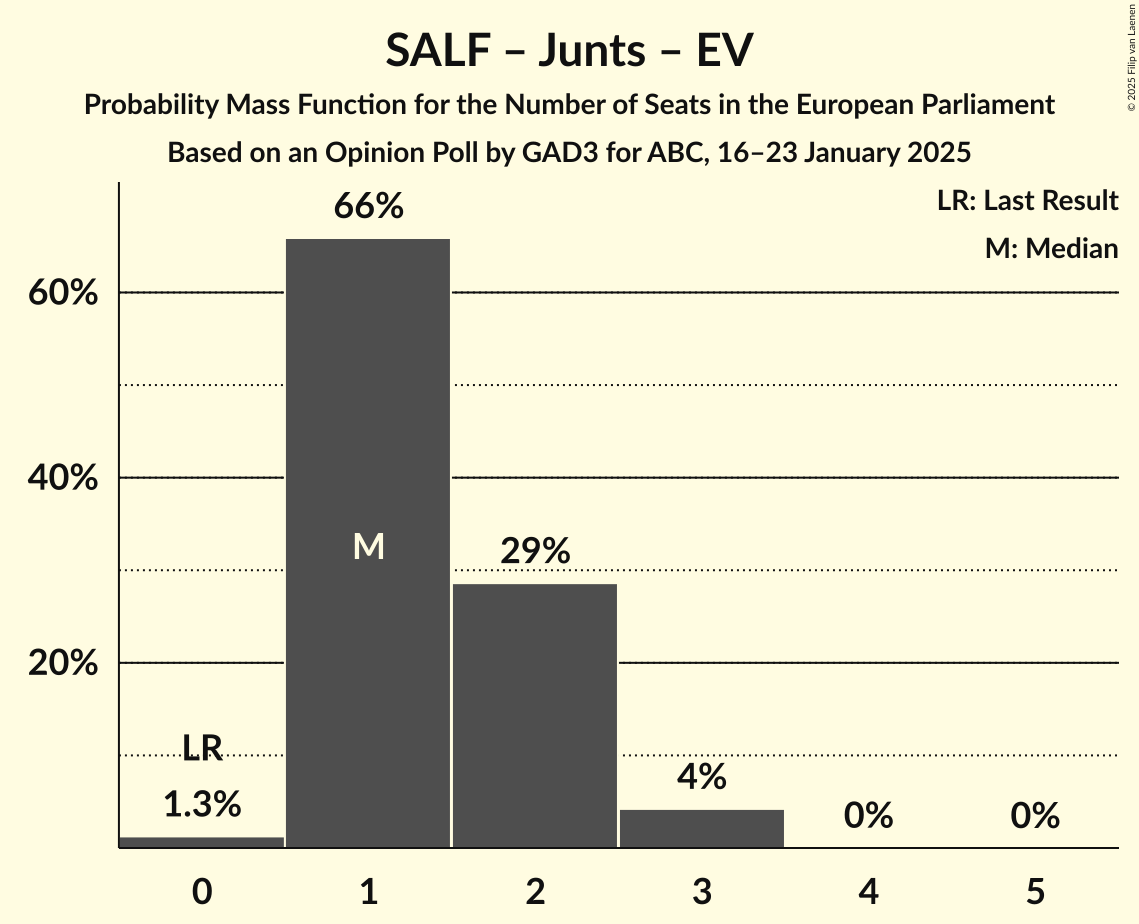 SALF – Junts – EV
Probability Mass Function for the Number of Seats in the European Parliament
Based on an Opinion Poll by GAD3 for ABC, 16–23 January 2025
© 2025 Filip van Laenen
LR: Last Result
M: Median
66%
60%
40%
M
29%
20%
LR
1.3%
4%
0%
0%
0
1
2
3
4
5